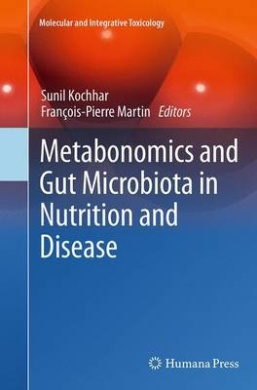 Molecular and Integrative Toxicology
Sunil Kochhar
François-Pierre Martin Editors
Metabonomics and
Gut Microbiota in
Nutrition and
Disease
Humana Press